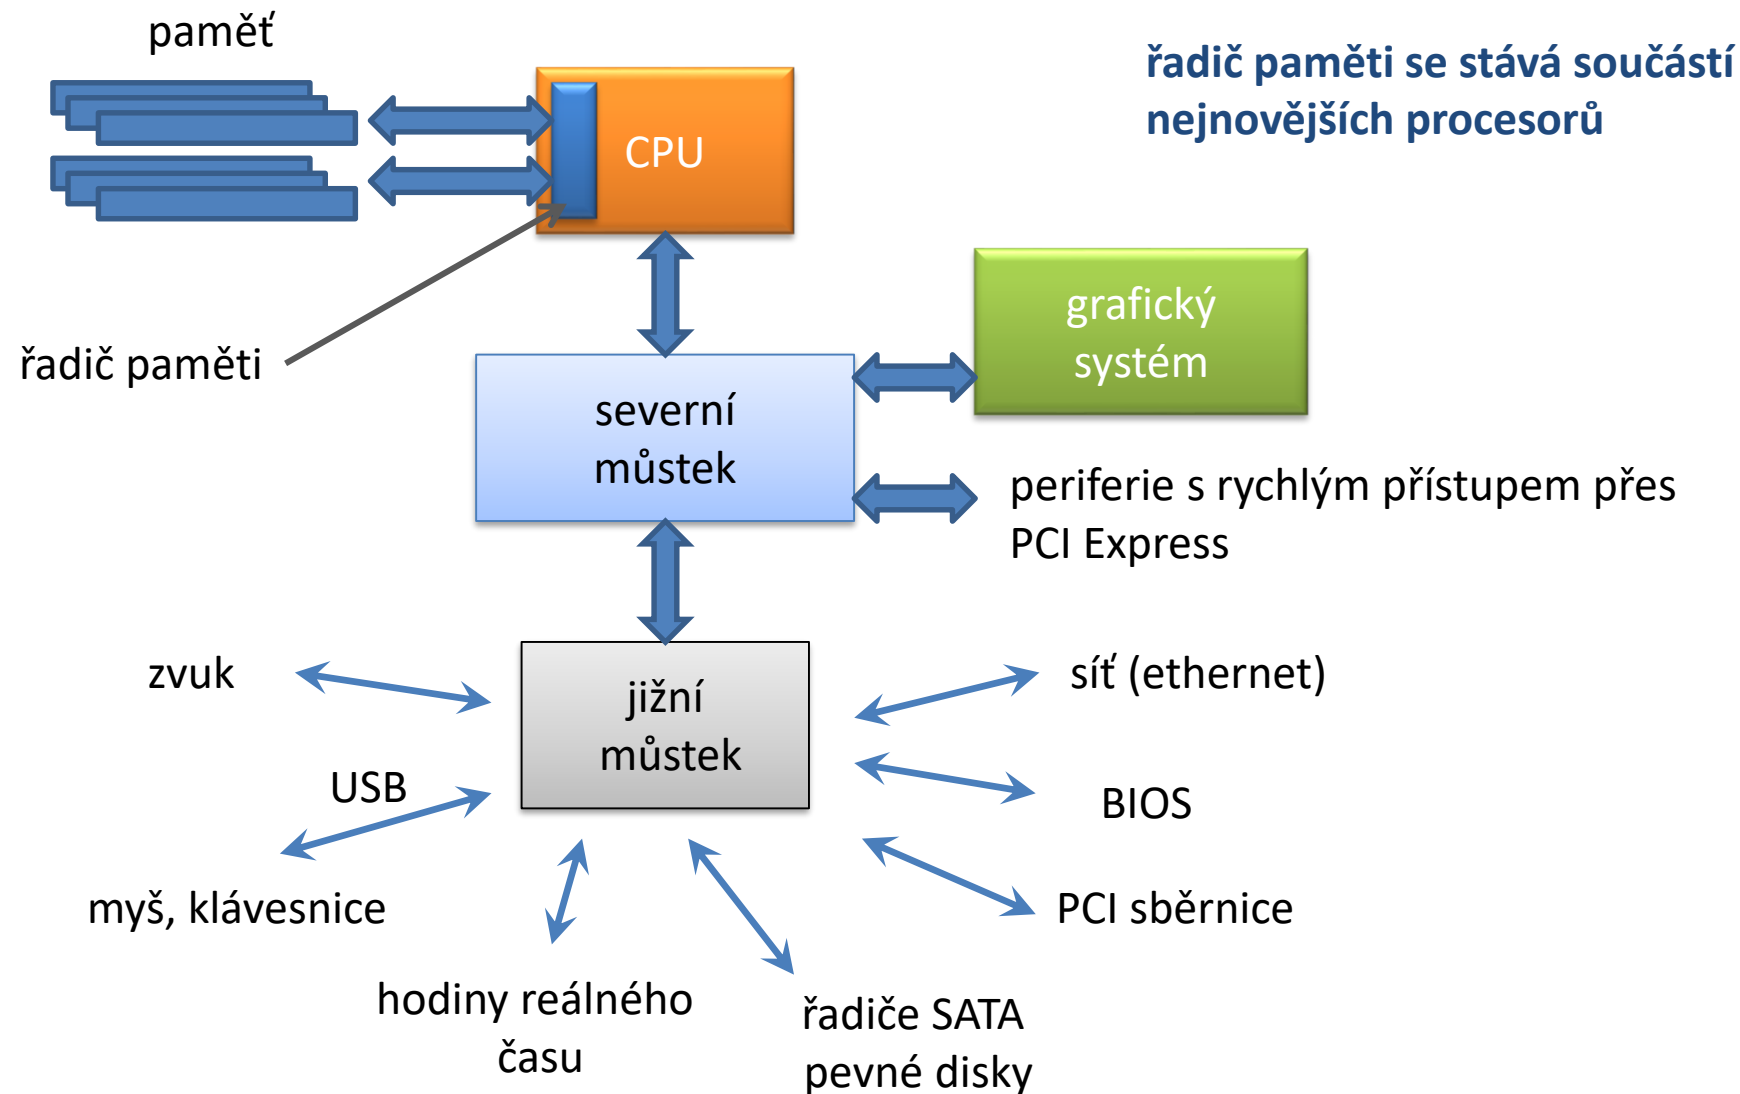 paměť
řadič paměti se stává součástí
nejnovějších procesorů
CPU
grafický
systém
řadič paměti
severní
můstek
periferie s rychlým přístupem přes
PCI Express
zvuk
jižní
můstek
síť (ethernet)
USB
BIOS
myš, klávesnice
PCI sběrnice
hodiny reálného
času
řadiče SATA
pevné disky